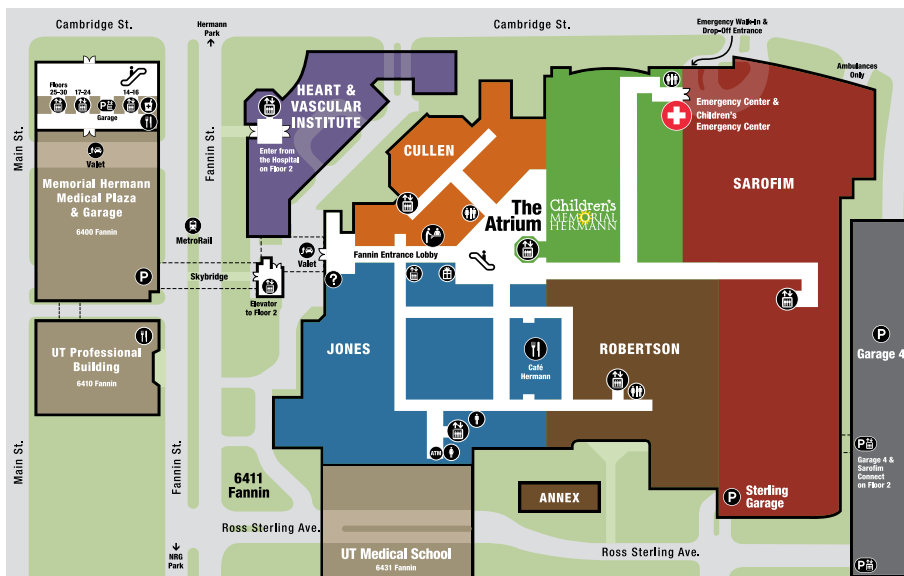 Cambridge St.
Hermann
Park
Cambridge St.
Emergency Walk-In &
Drop-Off Entrance
Ambulances
Only
Floors
25-30
17-24
14-16
P
Garage
Valet
Main St.
Fannin St.
Memorial Hermann
Medical Plaza
& Garage
6400 Fannin
P
MetroRail
Skybridge
HEART &
VASCULAR
INSTITUTE
Enter from
the Hospital
on Floor 2
CULLEN
The
Atrium
Children's
MEMORIAL
HERMANN
Emergency Center &
Children's
Emergency Center
SAROFIM
Valet
Fannin Entrance Lobby
?
Elevator
to Floor 2
UT Professional
Building
6410 Fannin
JONES
Café
Hermann
ROBERTSON
P
Garage 4
ATM
P
Garage 4 &
Sarofim
Connect
on Floor 2
Main St.
Fannin St.
6411
Fannin
ANNEX
P
Sterling
Garage
Ross Sterling Ave.
Ross Sterling Ave.
NRG
Park
UT Medical School
6431 Fannin
P